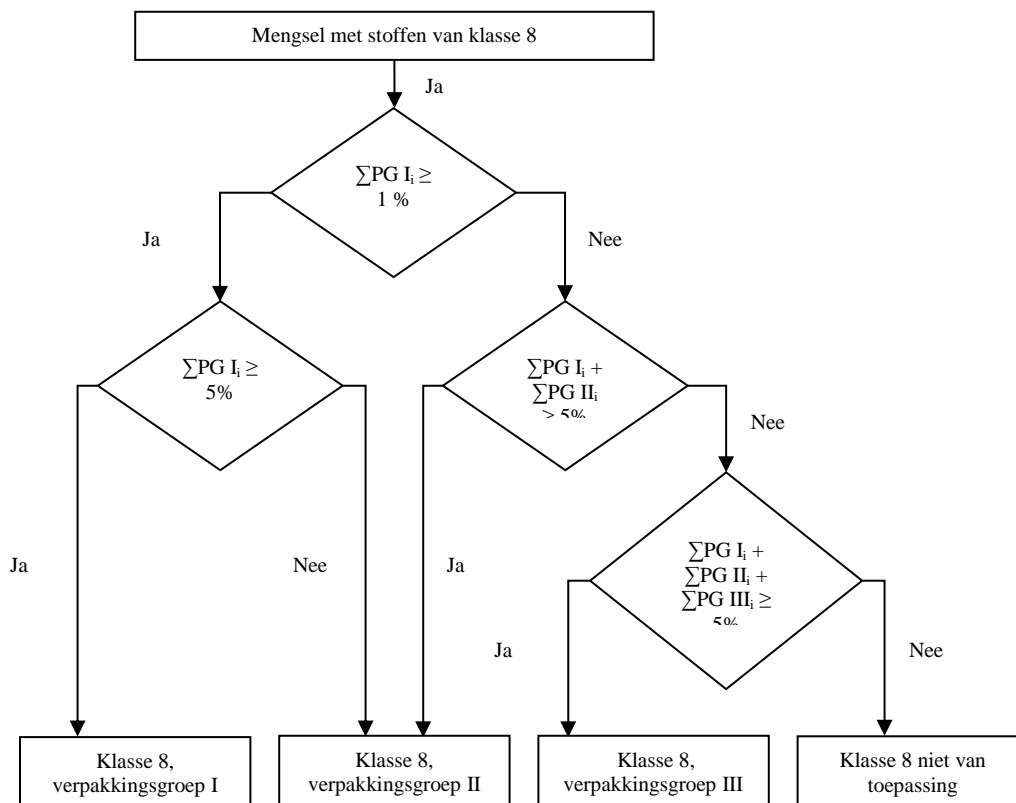 Mengsel met stoffen van klasse 8
Ja
∑PG Iᵢ ≥
1 %
Ja
Nee
∑PG Iᵢ ≥
5%
∑PG Iᵢ +
∑PG IIᵢ
5%
Nee
∑PG Iᵢ +
∑PG IIᵢ +
∑PG IIIᵢ ≥
5%
Ja
Nee
Ja
Ja
Nee
Klasse 8,
verpakkingsgroep I
Klasse 8,
verpakkingsgroep II
Klasse 8,
verpakkingsgroep III
Klasse 8 niet van
toepassing